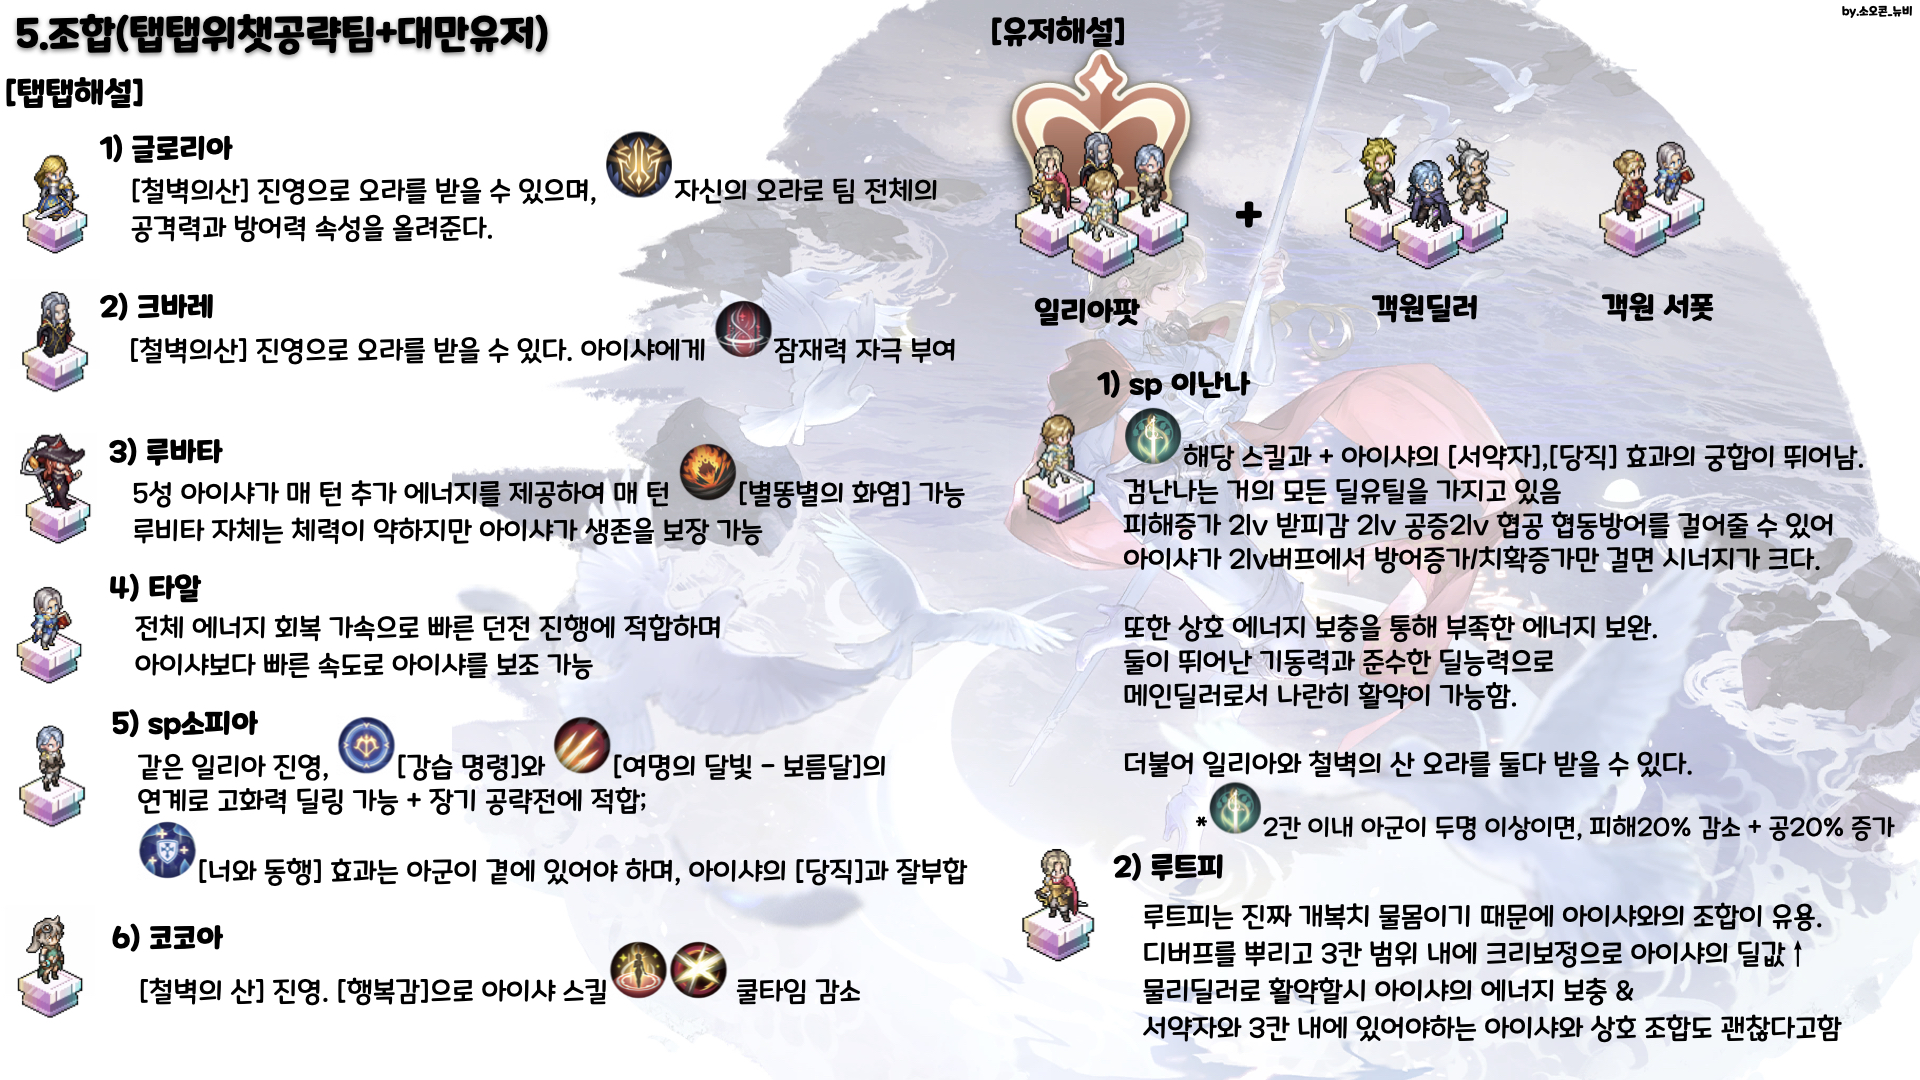 5.조합(탭탭위챗공략팀+대만유저)
[탭탭해설]
1) 글로리아
[철벽의산] 진영으로 오라를 받을 수 있으며, 자신의 오라로 팀 전체의
공격력과 방어력 속성을 올려준다.
2) 크바레
[철벽의산] 진영으로 오라를 받을 수 있다. 아이샤에게 잠재력 자극 부여
3) 루바타
5성 아이샤가 매 턴 추가 에너지를 제공하여 매 턴 [별똥별의 화염] 가능
루비타 자체는 체력이 약하지만 아이샤가 생존을 보장 가능
4) 타알
전체 에너지 회복 가속으로 빠른 던전 진행에 적합하며
아이샤보다 빠른 속도로 아이샤를 보조 가능
5) sp소피아
같은 일리아 진영, [강습 명령]와 [여명의 달빛 - 보름달]의
연계로 고화력 딜링 가능 + 장기 공략전에 적합;
[너와 동행] 효과는 아군이 곁에 있어야 하며, 아이샤의 [당직]과 잘부합
6) 코코아
[철벽의 산] 진영. [행복감]으로 아이샤 스킬 쿨타임 감소
by.소오콘_뉴비
[유저해설]
+
일리아팟
객원딜러
객원 서폿
1) sp 이난나
해당 스킬과 + 아이샤의 [서약자],[당직] 효과의 궁합이 뛰어남.
검난나는 거의 모든 딜유틸을 가지고 있음
피해증가 2lv 받피감 2lv 공증2lv 협공 협동방어를 걸어줄 수 있어
아이샤가 2lv버프에서 방어증가/치확증가만 걸면 시너지가 크다.
또한 상호 에너지 보충을 통해 부족한 에너지 보완.
둘이 뛰어난 기동력과 준수한 딜능력으로
메인딜러로서 나란히 활약이 가능함.
더불어 일리아와 철벽의 산 오라를 둘다 받을 수 있다.
* 2칸 이내 아군이 두명 이상이면, 피해20% 감소 + 공20% 증가
2) 루트피
루트피는 진짜 개복치 물몸이기 때문에 아이샤와의 조합이 유용.
디버프를 뿌리고 3칸 범위 내에 크리보정으로 아이샤의 딜값↑
물리딜러로 활약할시 아이샤의 에너지 보충 &
서약자와 3칸 내에 있어야하는 아이샤와 상호 조합도 괜찮다고함